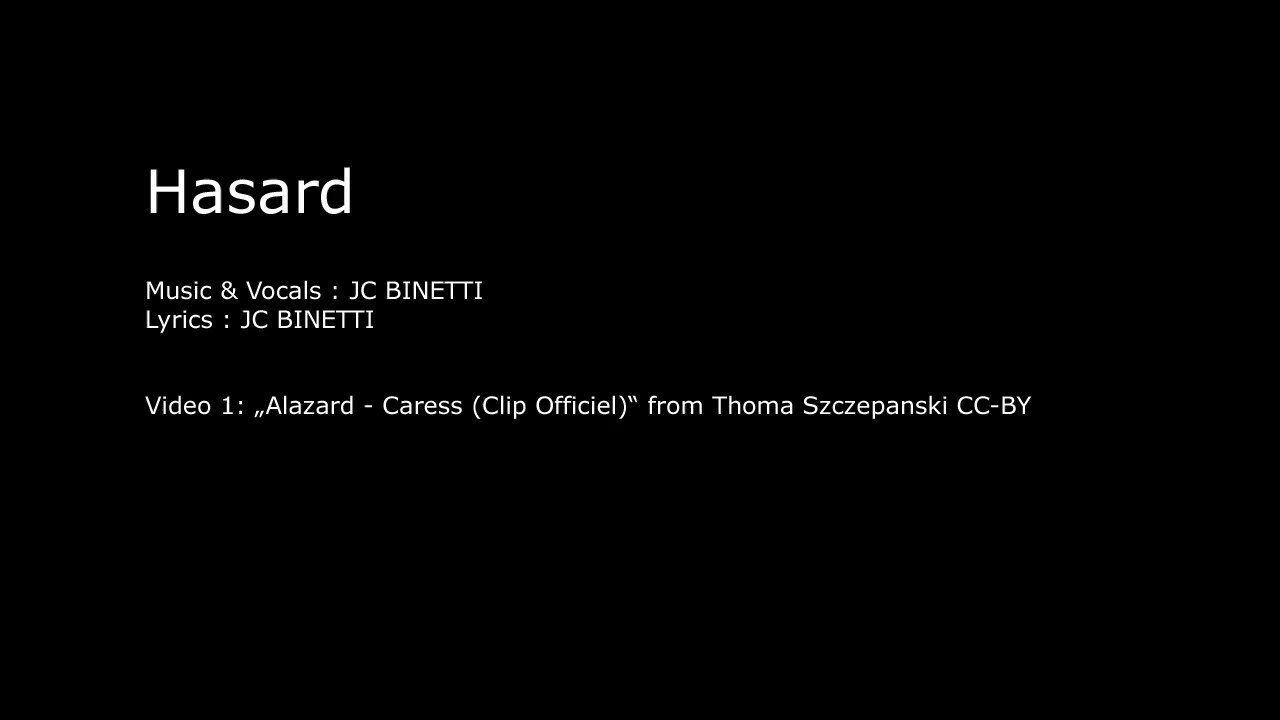 Hasard
Music & Vocals : JC BINETTI
Lyrics : JC BINETTI
Video 1: „Alazard - Caress (Clip Officiel)“ from Thoma Szczepanski CC-BY